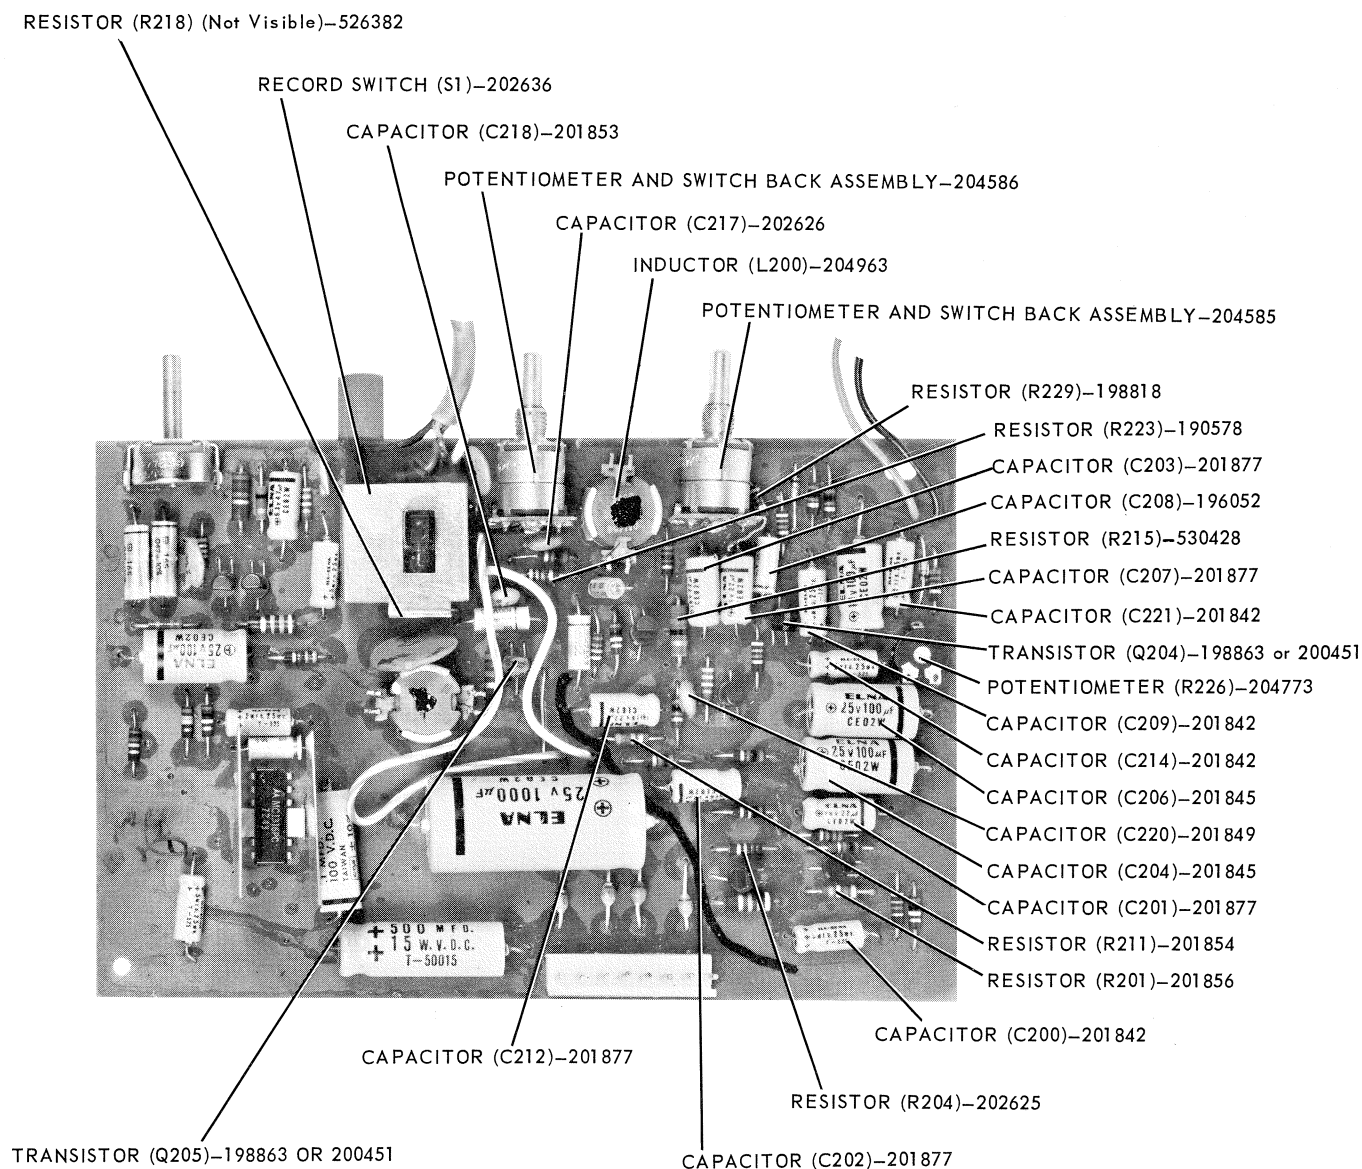 RESISTOR (R218) (Not Visible)–526382
RECORD SWITCH (S1)–202636
CAPACITOR (C218)–201853
POTENTIOMETER AND SWITCH BACK ASSEMBLY–204586
CAPACITOR (C217)–202626
INDUCTOR (L200)–204963
POTENTIOMETER AND SWITCH BACK ASSEMBLY–204585
RESISTOR (R229)–198818
RESISTOR (R223)–190578
CAPACITOR (C203)–201877
CAPACITOR (C208)–196052
RESISTOR (R215)–530428
CAPACITOR (C207)–201877
CAPACITOR (C221)–201842
TRANSISTOR (Q204)–198863 or 200451
POTENTIOMETER (R226)–204773
CAPACITOR (C209)–201842
CAPACITOR (C214)–201842
CAPACITOR (C206)–201845
CAPACITOR (C220)–201849
CAPACITOR (C204)–201845
CAPACITOR (C201)–201877
RESISTOR (R211)–201854
RESISTOR (R201)–201856
CAPACITOR (C200)–201842
RESISTOR (R204)–202625
CAPACITOR (C202)–201877
CAPACITOR (C212)–201877
TRANSISTOR (Q205)–198863 OR 200451
ELNA
25V100μF
CE02W
ELNA
25V100μF
CE02W
ELNA
25V100μF
CE02W
ELNA
25V 1000μF
CE02W
100 V.D.C.
TAIWAN
500 MFD.
15 W.V.D.C.
T-50015